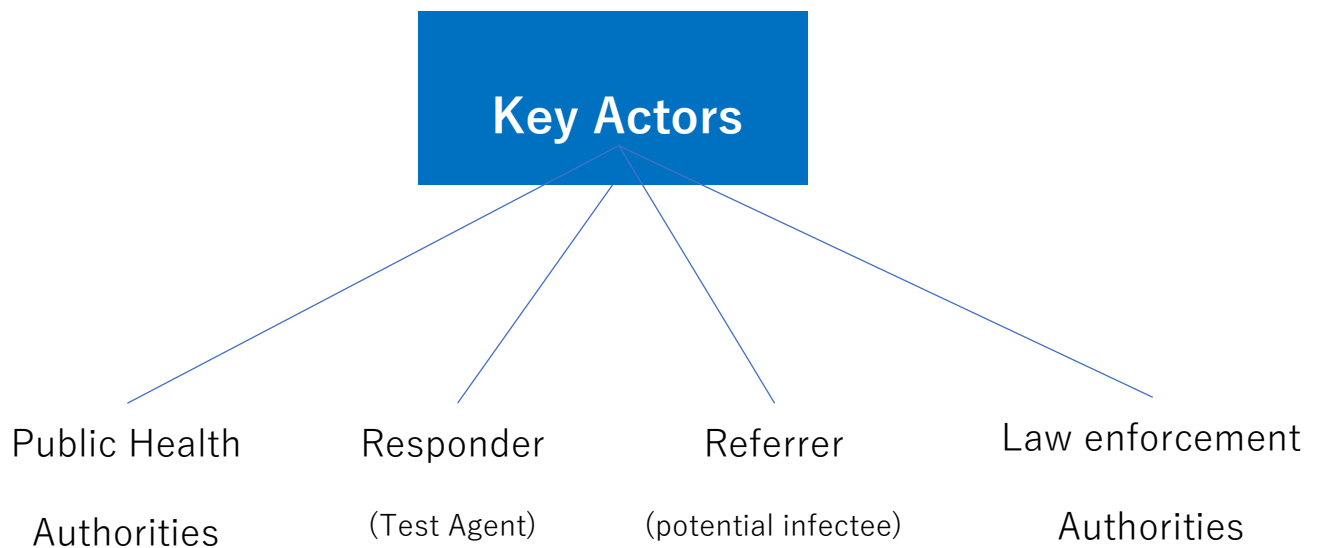 Key Actors
Public Health
Authorities
Responder
(Test Agent)
Referrer
(potential infectee)
Law enforcement
Authorities